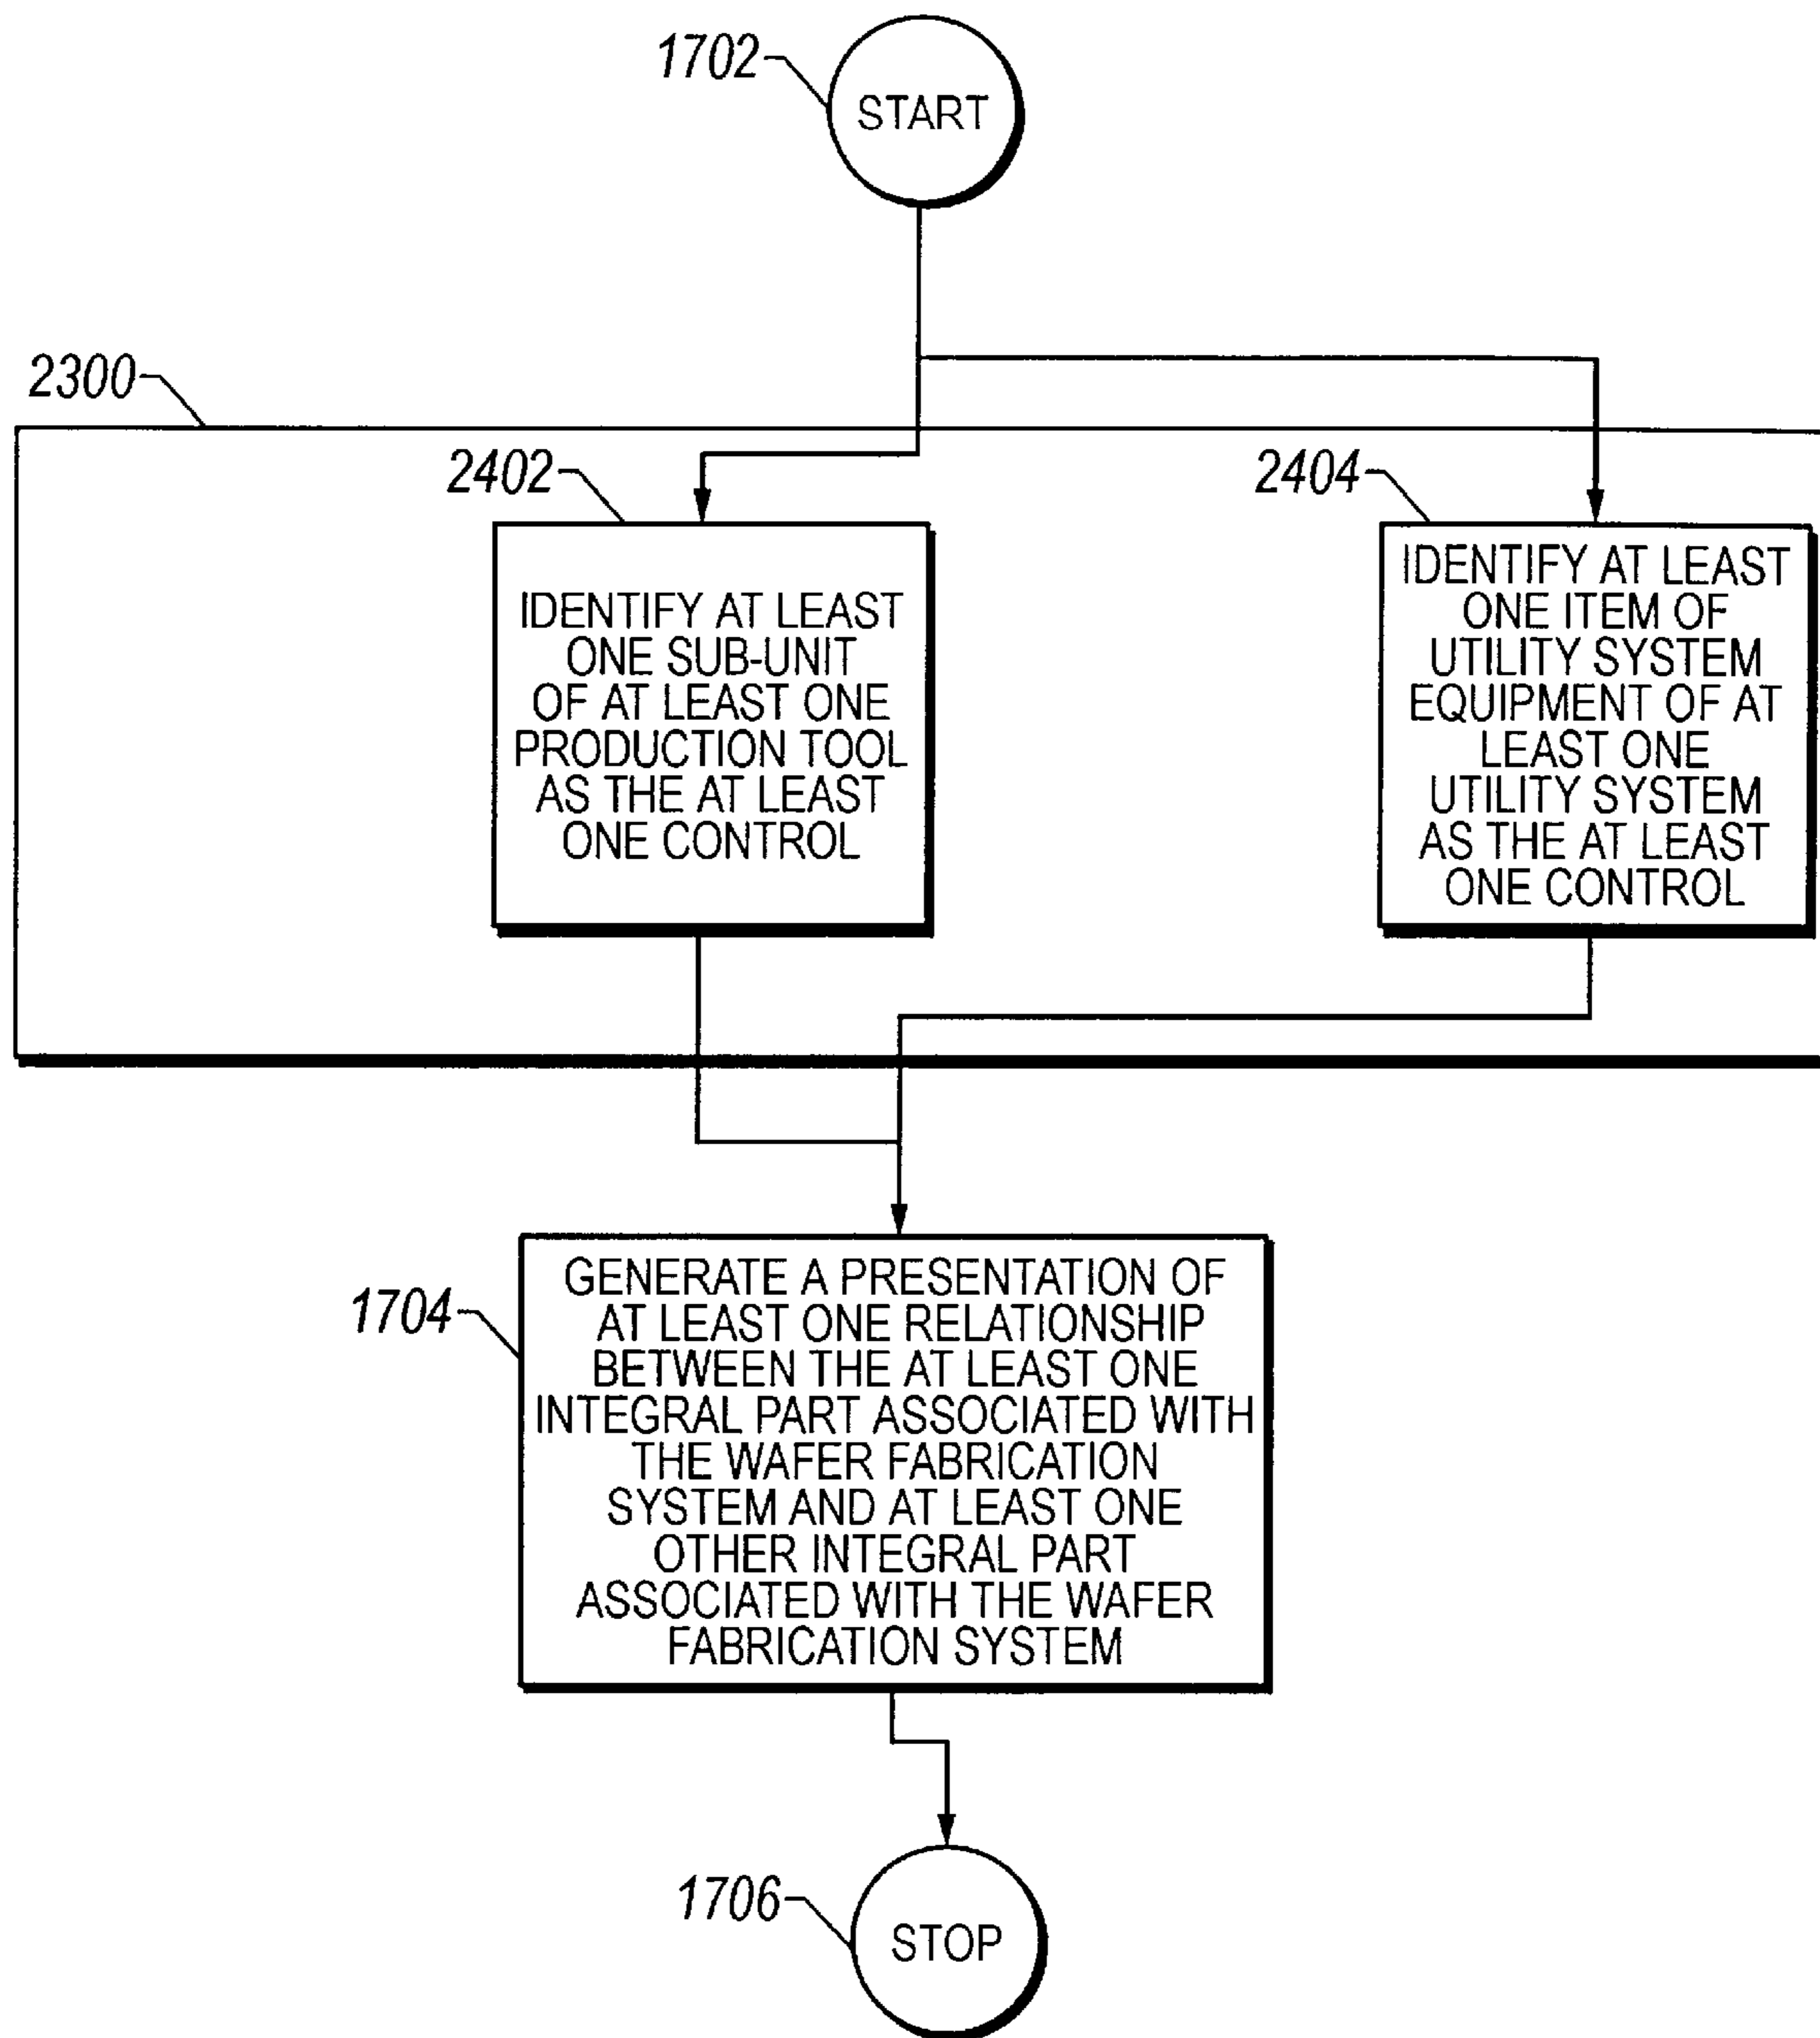 1702
START
2300
2402
2404
IDENTIFY AT LEAST
ONE SUB-UNIT
OF AT LEAST ONE
PRODUCTION TOOL
AS THE AT LEAST
ONE CONTROL
IDENTIFY AT LEAST
ONE ITEM OF
UTILITY SYSTEM
EQUIPMENT OF AT
LEAST ONE
UTILITY SYSTEM
AS THE AT LEAST
ONE CONTROL
1704
GENERATE A PRESENTATION OF
AT LEAST ONE RELATIONSHIP
BETWEEN THE AT LEAST ONE
INTEGRAL PART ASSOCIATED WITH
THE WAFER FABRICATION
SYSTEM AND AT LEAST ONE
OTHER INTEGRAL PART
ASSOCIATED WITH THE WAFER
FABRICATION SYSTEM
1706
STOP